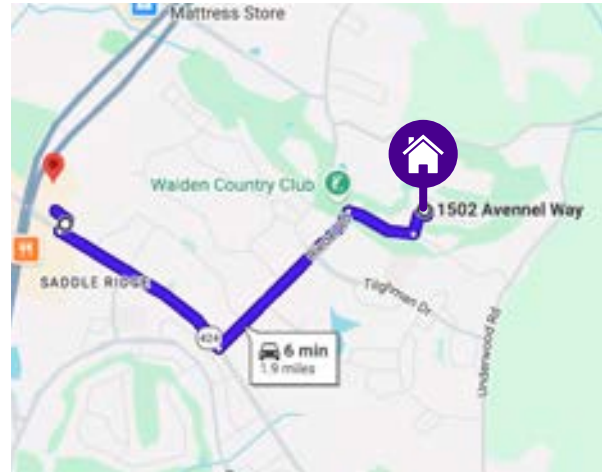 Mattress Store
Walden Country Club
1502 Avennel Way
SADDLE RIDGE
Tilghman Dr
Underwood Rd
424
6 min
1.9 miles